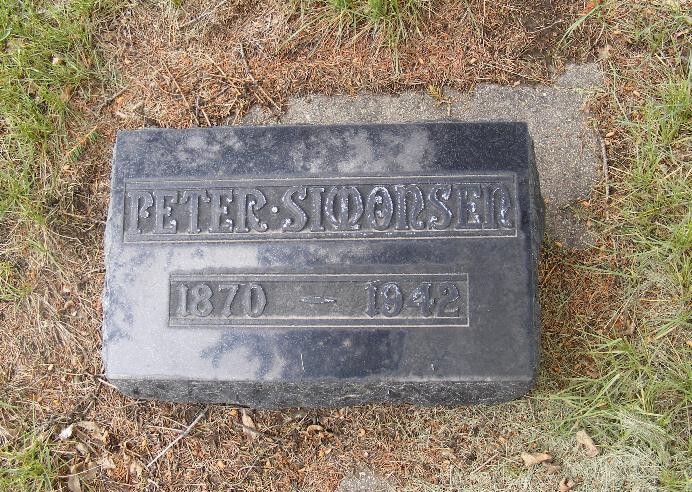 PETER·SIMONSEN
1870 — 1942